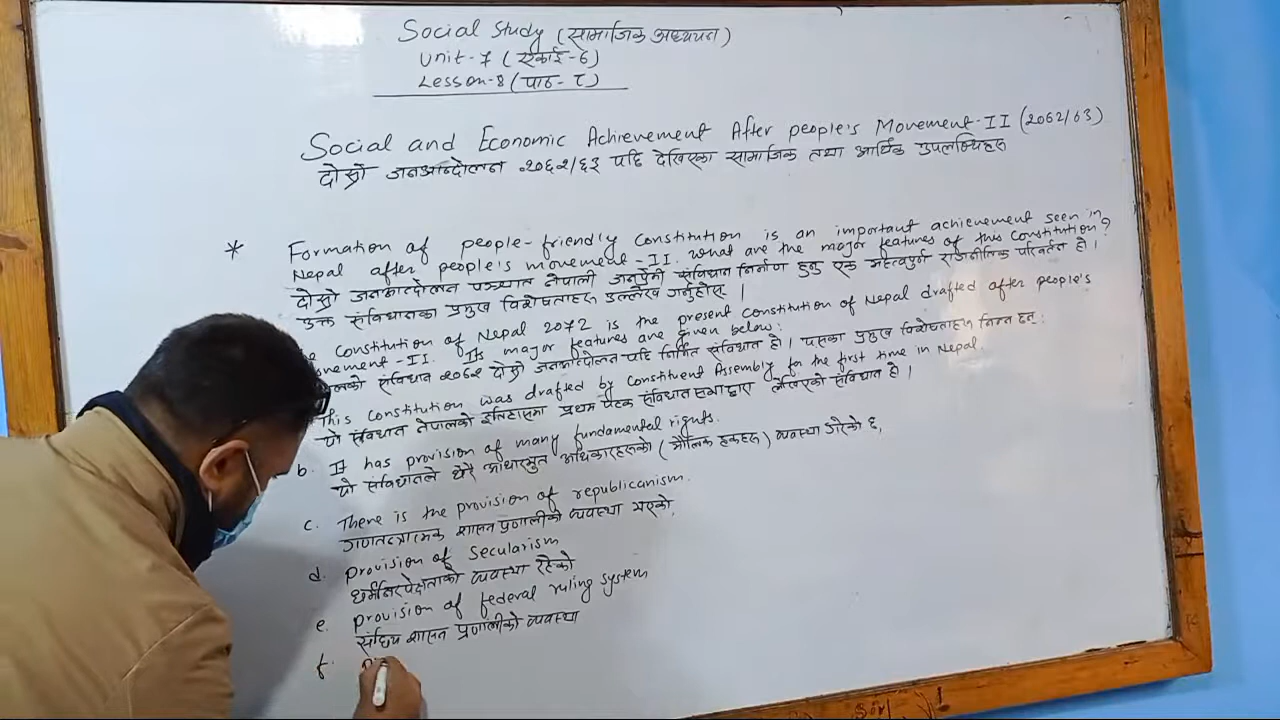 Social Study (सामाजिक अध्ययन)
Unit-7 (एकाई-६)
Lesson-8 (पाठ-८)
Social and Economic Achievement After people's Movement-II (2062/63)
दोस्रो जनआन्दोलन २०६२/६३ पछि देखिएका सामाजिक तथा आर्थिक उपलब्धिहरू
* Formation of people-friendly constitution is an important achievement seen in
Nepal after people's movement-II. What are the major features of this constitution?
दोस्रो जनआन्दोलन पश्चात नेपाली जनप्रेमी संविधान निर्माण हुनु एक महत्वपूर्ण राजनीतिक परिवर्तन हो ।
उक्त संविधानका प्रमुख विशेषताहरू उल्लेख गर्नुहोस् ।
constitution of Nepal 2072 is the present constitution of Nepal drafted after people's
-II. Its major features are given below:
संविधान २०६२ दोस्रो जनआन्दोलन पछि निर्मित संविधान हो । यसका प्रमुख विशेषताहरू निम्न छन्:
This constitution was drafted by Constituent Assembly for the first time in Nepal
यो संविधान नेपालको इतिहासमा प्रथम पटक संविधान सभाद्वारा लेखिएको संविधान हो ।
b. It has provision of many fundamental rights.
यो संविधानले धेरै आधारभुत अधिकारहरूको (मौलिक हकहरू) व्यवस्था गरेको छ,
c. There is the provision of republicanism.
गणतन्त्रात्मक शासन प्रणालीको व्यवस्था भएको,
d. provision of secularism
धर्मनिरपेक्षताको व्यवस्था रहेको
e. provision of federal ruling system
संघिय शासन प्रणालीको व्यवस्था
f.